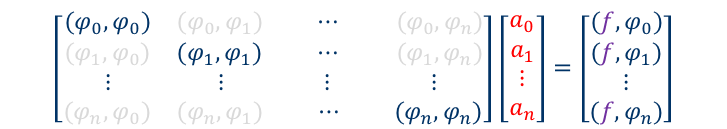 (φ₀, φ₀) (φ₀, φ₁) ⋯ (φ₀, φₙ) a₀ (f, φ₀)
(φ₁, φ₀) (φ₁, φ₁) ⋯ (φ₁, φₙ) a₁ = (f, φ₁)
⋮ ⋮ ⋮ ⋮ ⋮ ⋮
(φₙ, φ₀) (φₙ, φ₁) ⋯ (φₙ, φₙ) aₙ (f, φₙ)